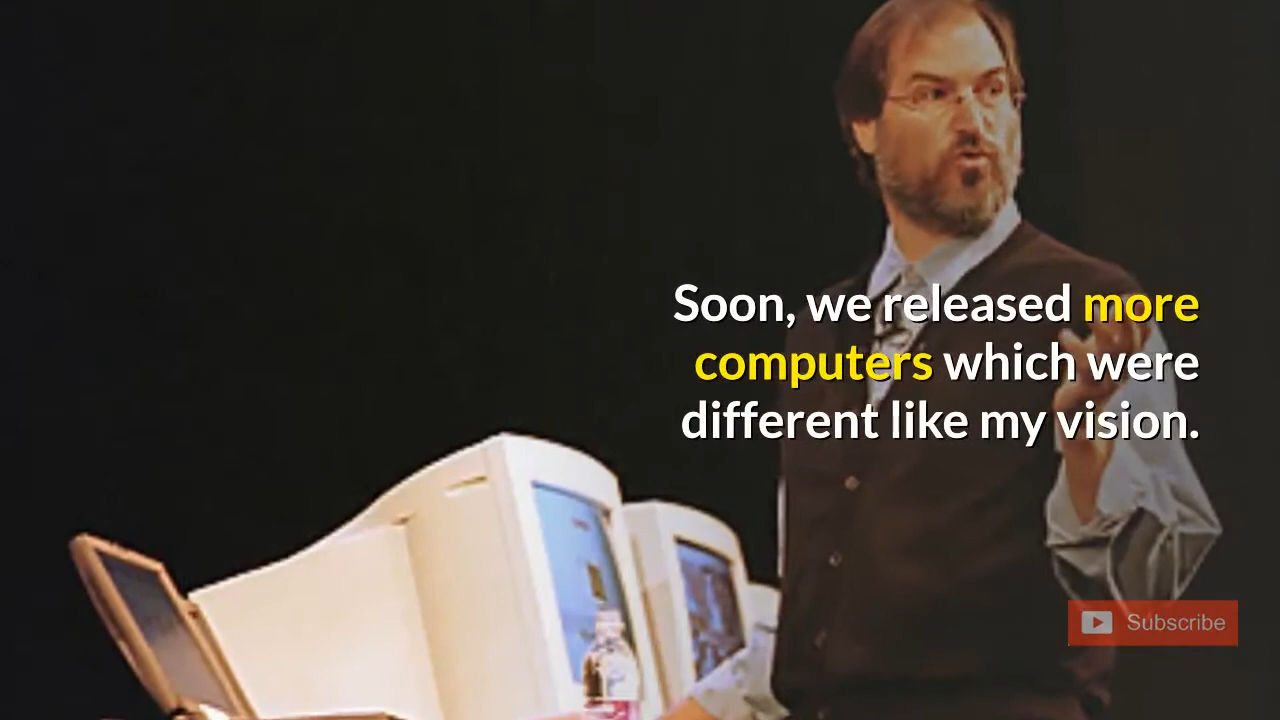 Soon, we released more
computers which were
different like my vision.
Subscribe